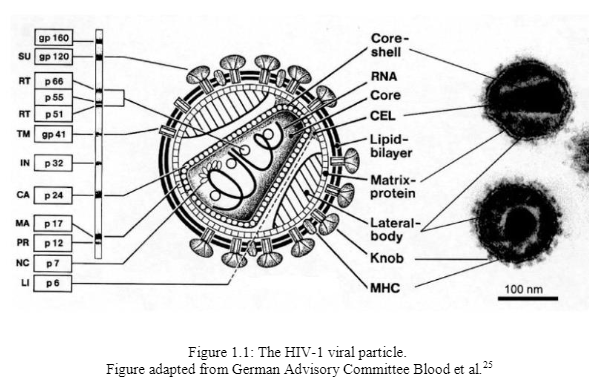 gp 160
SU gp 120
RT p 66
p 55
RT p 51
TM gp 41
IN p 32
CA p 24
MA p 17
PR p 12
NC p 7
LI p 6
Core-
shell
RNA
Core
CEL
Lipid-
bilayer
Matrix-
protein
Lateral-
body
Knob
MHC
100 nm
Figure 1.1: The HIV-1 viral particle.
Figure adapted from German Advisory Committee Blood et al.25